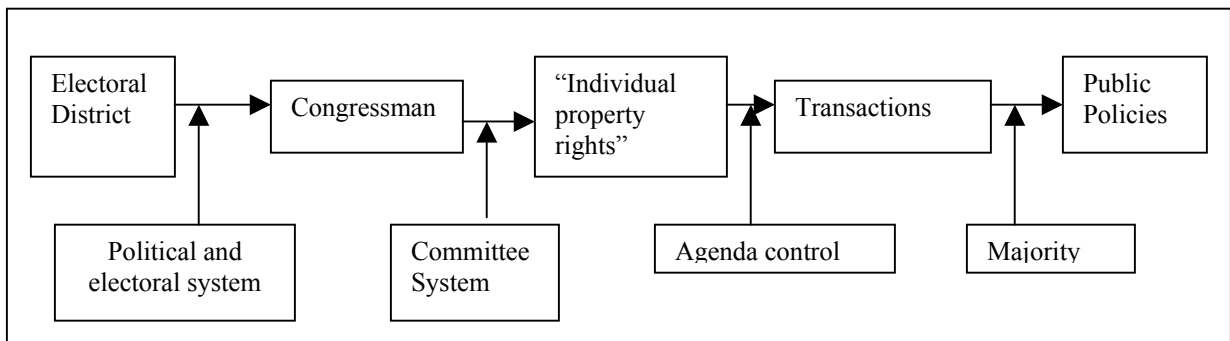 Electoral
District
Congressman
“Individual
property
rights”
Transactions
Public
Policies
Political and
electoral system
Committee
System
Agenda control
Majority